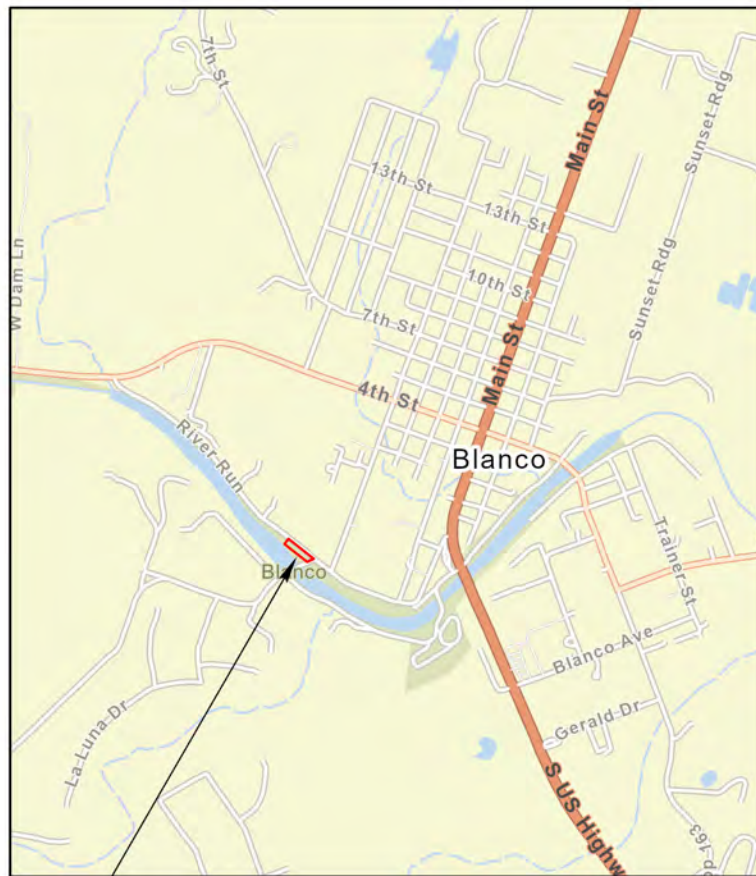 7th St
Main St
Sunset Rdg
13th St
13th St
W Dam Ln
10th St
Sunset Rdg
7th St
Main St
4th St
Blanco
River Run
Trainer St
Blanco
Blanco Ave
La Luna Dr
Gerald Dr
S US Highw
p 163